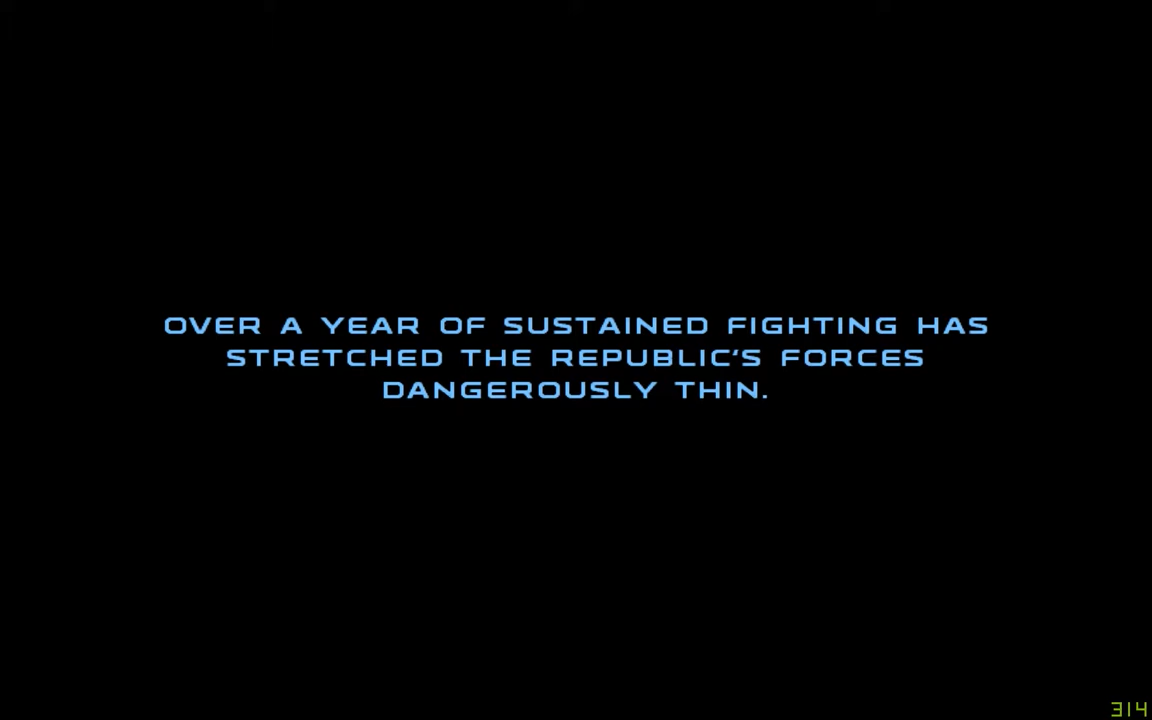 OVER A YEAR OF SUSTAINED FIGHTING HAS
STRETCHED THE REPUBLIC'S FORCES
DANGEROUSLY THIN.
314